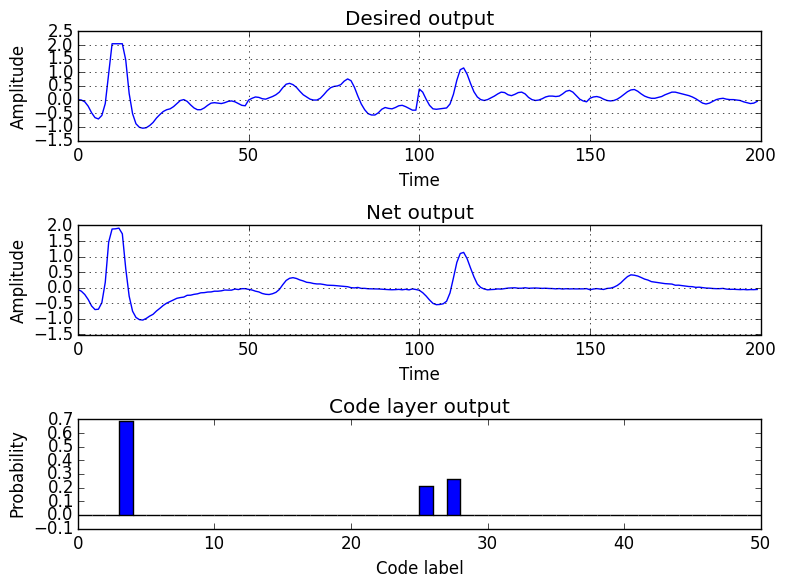 Desired output
Amplitude
2.5
2.0
1.5
1.0
0.5
0.0
−0.5
−1.0
−1.5
0 50 100 150 200
Time
Net output
Amplitude
2.0
1.5
1.0
0.5
0.0
−0.5
−1.0
−1.5
0 50 100 150 200
Time
Code layer output
Probability
0.7
0.6
0.5
0.4
0.3
0.2
0.1
0.0
−0.1
0 10 20 30 40 50
Code label